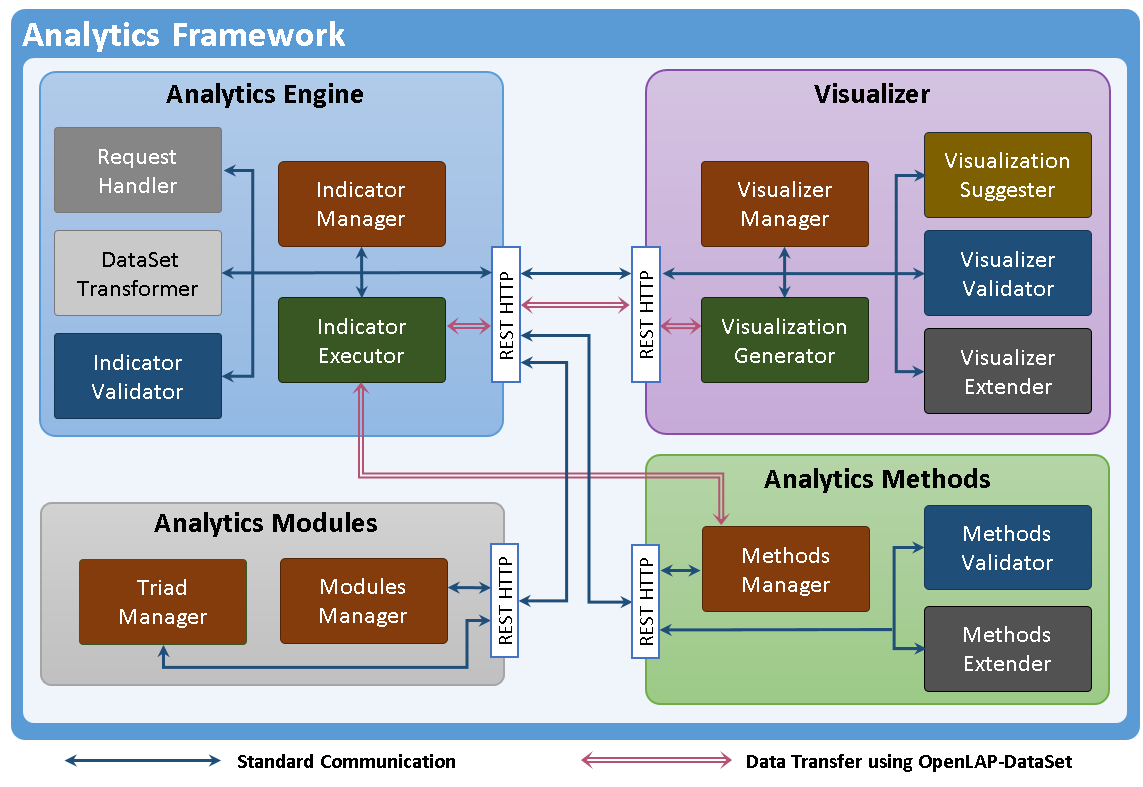 Analytics Framework
Analytics Engine
Request
Handler
DataSet
Transformer
Indicator
Validator
Indicator
Manager
Indicator
Executor
REST HTTP
Visualizer
REST HTTP
Visualizer
Manager
Visualization
Generator
Visualization
Suggester
Visualizer
Validator
Visualizer
Extender
Analytics Modules
Triad
Manager
Modules
Manager
REST HTTP
Analytics Methods
REST HTTP
Methods
Manager
Methods
Validator
Methods
Extender
Standard Communication
Data Transfer using OpenLAP-DataSet